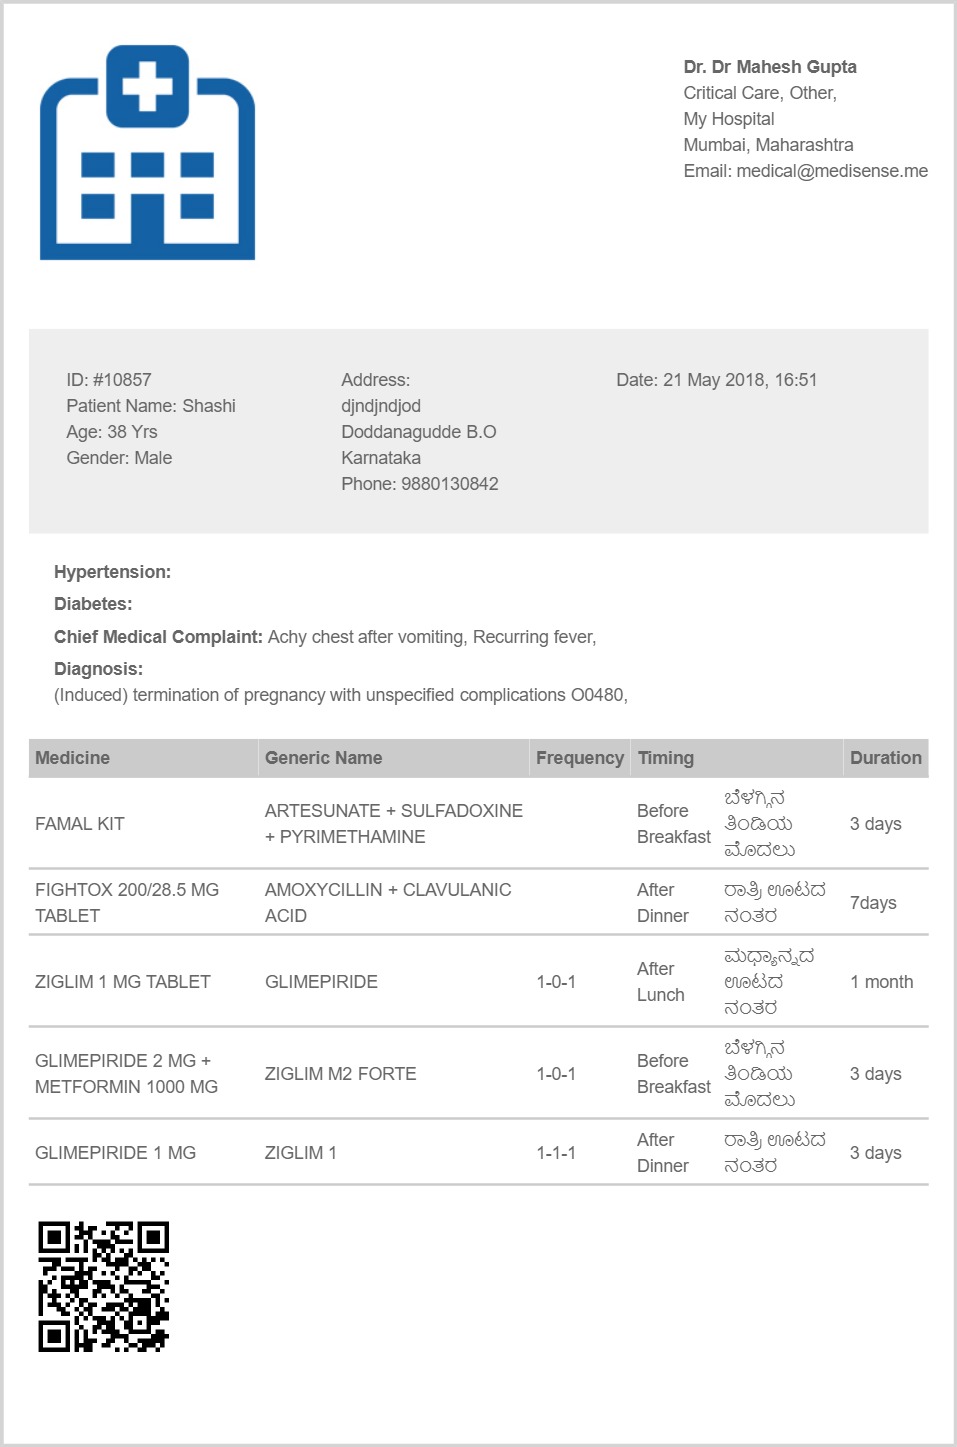 Dr. Dr Mahesh Gupta
Critical Care, Other,
My Hospital
Mumbai, Maharashtra
Email: medical@medisense.me
ID: #10857
Patient Name: Shashi
Age: 38 Yrs
Gender: Male
Address:
djndjndjod
Doddanagudde B.O
Karnataka
Phone: 9880130842
Date: 21 May 2018, 16:51
Hypertension:
Diabetes:
Chief Medical Complaint: Achy chest after vomiting, Recurring fever,
Diagnosis:
(Induced) termination of pregnancy with unspecified complications O0480,
Medicine Generic Name Frequency Timing Duration
FAMAL KIT
ARTESUNATE + SULFADOXINE
+ PYRIMETHAMINE
Before
Breakfast
ಬೆಳಗ್ಗಿನ
ತಿಂಡಿಯ
ಮೊದಲು
3 days
FIGHTOX 200/28.5 MG
TABLET
AMOXYCILLIN + CLAVULANIC
ACID
After
Dinner
ರಾತ್ರಿ ಊಟದ
ನಂತರ
7days
ZIGLIM 1 MG TABLET
GLIMEPIRIDE
1-0-1
After
Lunch
ಮಧ್ಯಾನ್ನದ
ಊಟದ
ನಂತರ
1 month
GLIMEPIRIDE 2 MG +
METFORMIN 1000 MG
ZIGLIM M2 FORTE
1-0-1
Before
Breakfast
ಬೆಳಗ್ಗಿನ
ತಿಂಡಿಯ
ಮೊದಲು
3 days
GLIMEPIRIDE 1 MG
ZIGLIM 1
1-1-1
After
Dinner
ರಾತ್ರಿ ಊಟದ
ನಂತರ
3 days